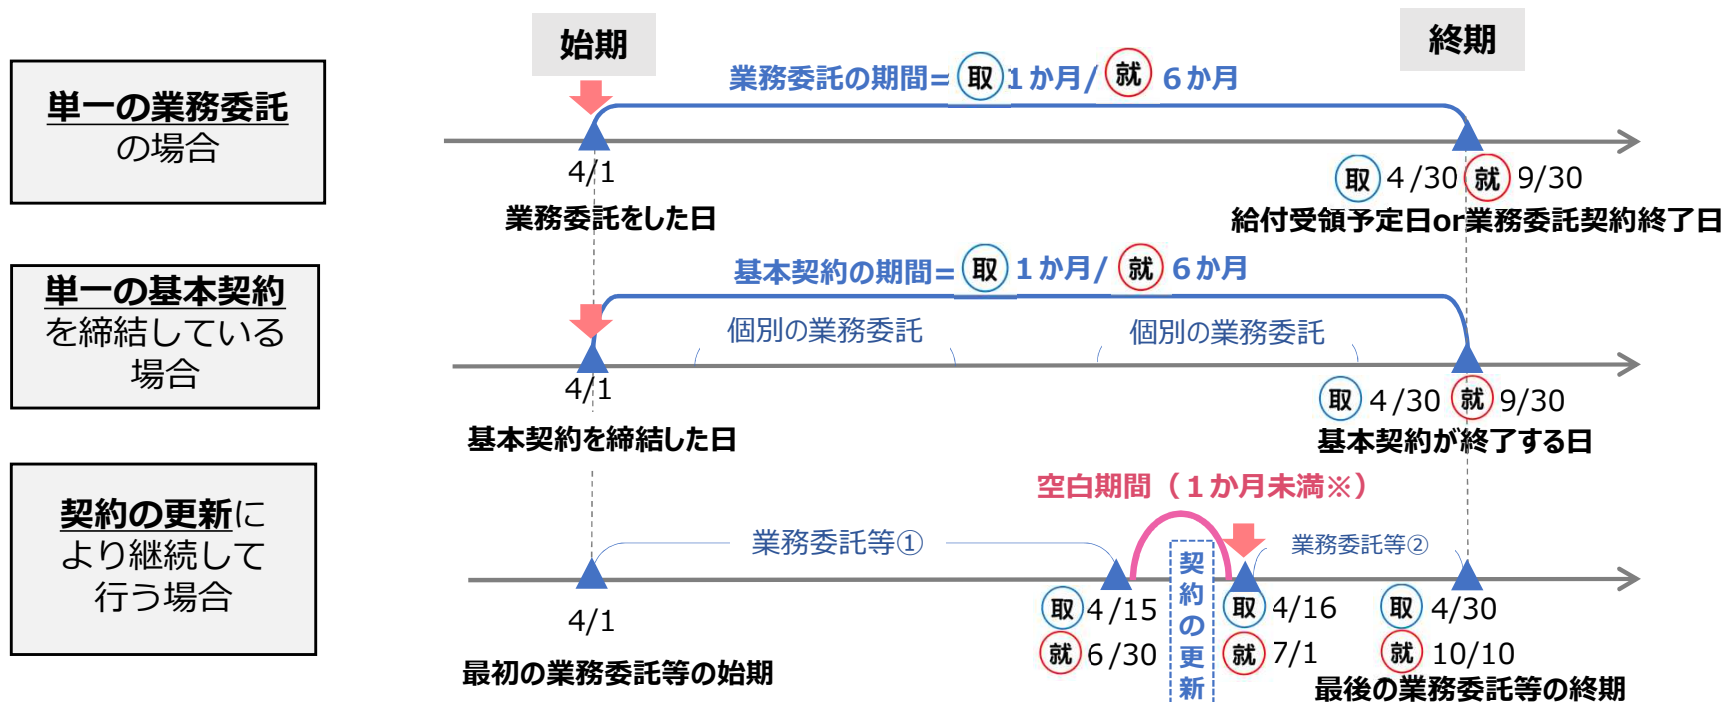 始期
終期
単一の業務委託
の場合
業務委託の期間=取1か月/就6か月
4/1
取4/30就9/30
業務委託をした日
給付受領予定日or業務委託契約終了日
単一の基本契約
を締結している
場合
基本契約の期間=取1か月/就6か月
個別の業務委託
個別の業務委託
4/1
取4/30就9/30
基本契約を締結した日
基本契約が終了する日
契約の更新に
より継続して
行う場合
空白期間（１か月未満※）
業務委託等①
契約の更新
業務委託等②
4/1
取4/15
就6/30
取4/16
就7/1
取4/30
就10/10
最初の業務委託等の始期
最後の業務委託等の終期